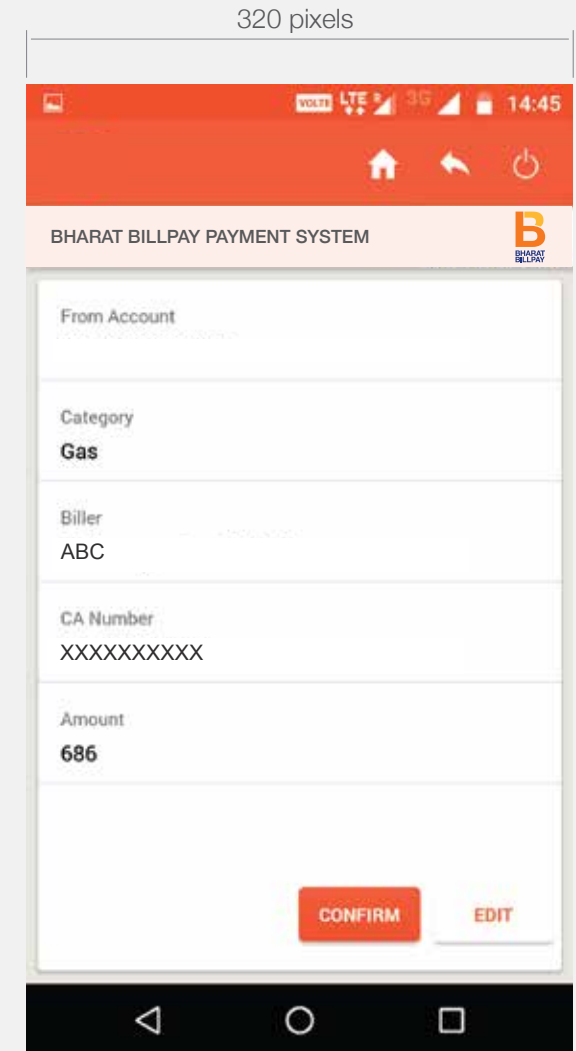 320 pixels
VOLTE LTE 3G 14:45
BHARAT BILLPAY PAYMENT SYSTEM
B
BHARAT
BILLPAY
From Account
Category
Gas
Biller
ABC
CA Number
XXXXXXXXXX
Amount
686
CONFIRM EDIT